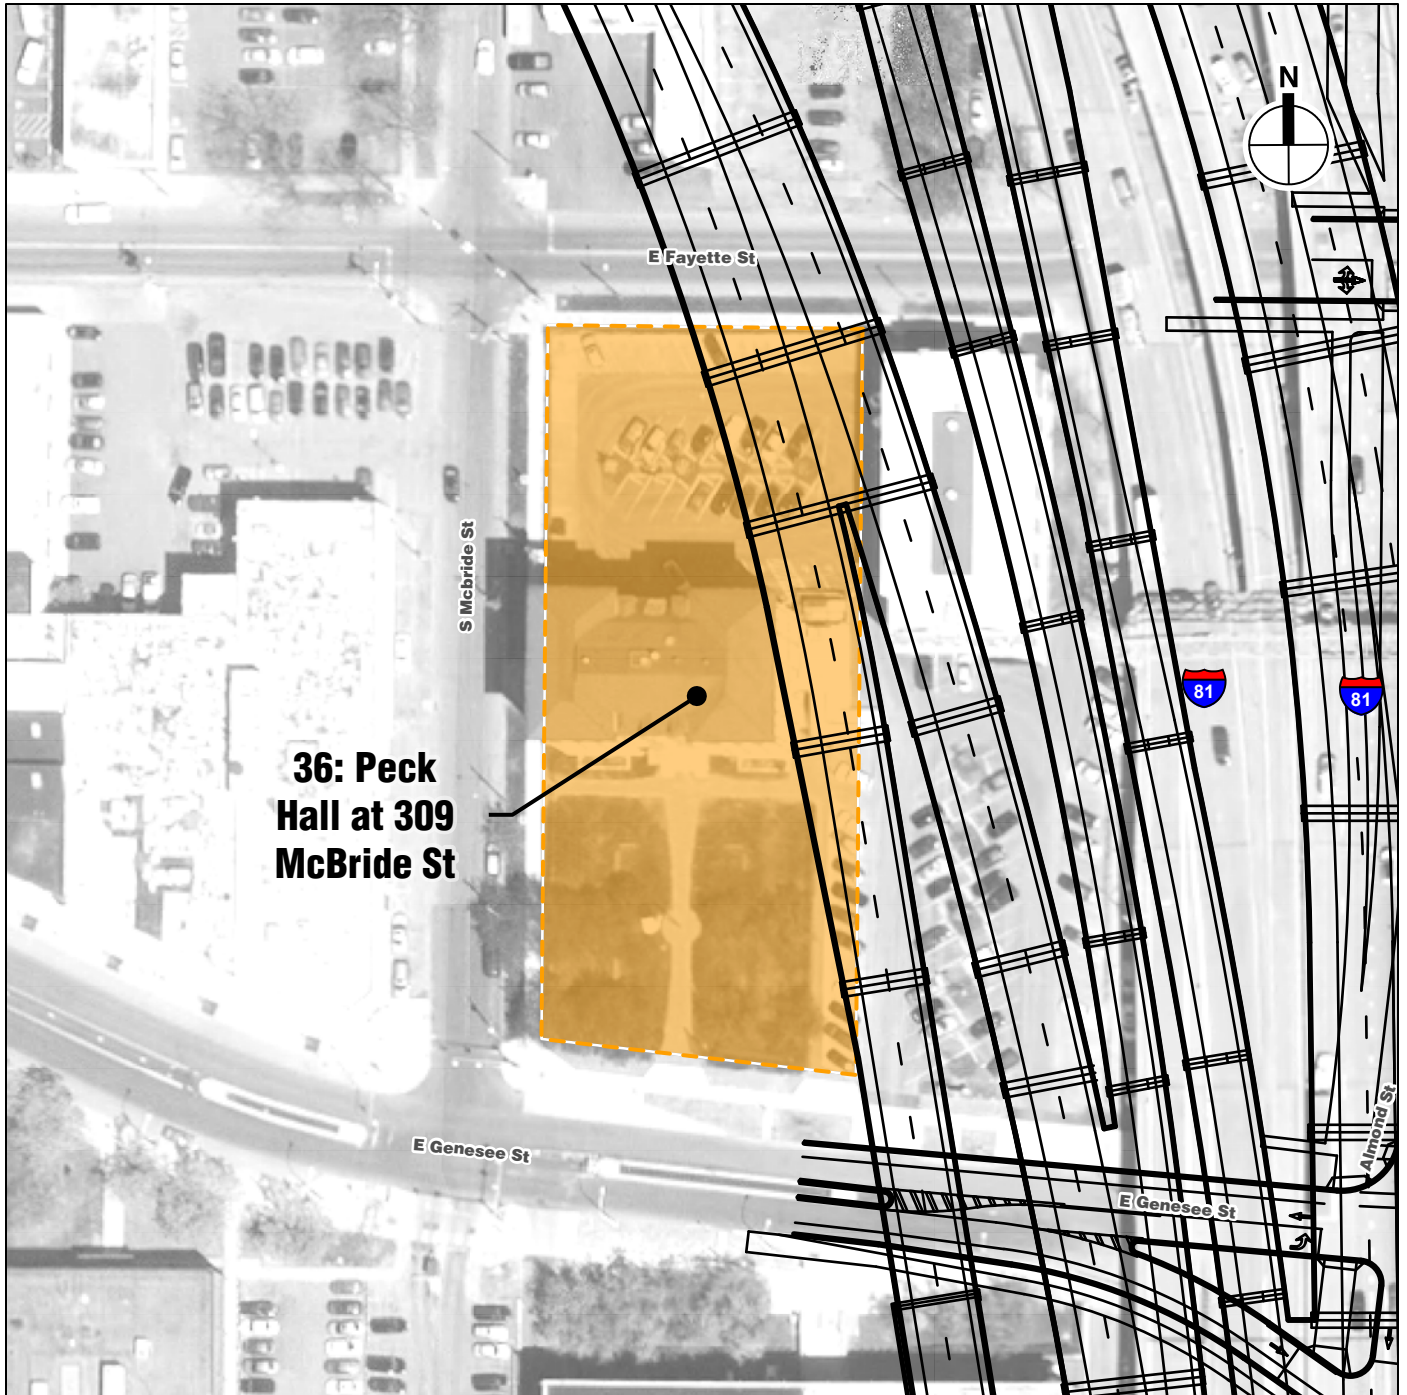 N
E Fayette St
S Mcbride St
81
81
36: Peck
Hall at 309
McBride St
Almond St
E Genesee St
E Genesee St